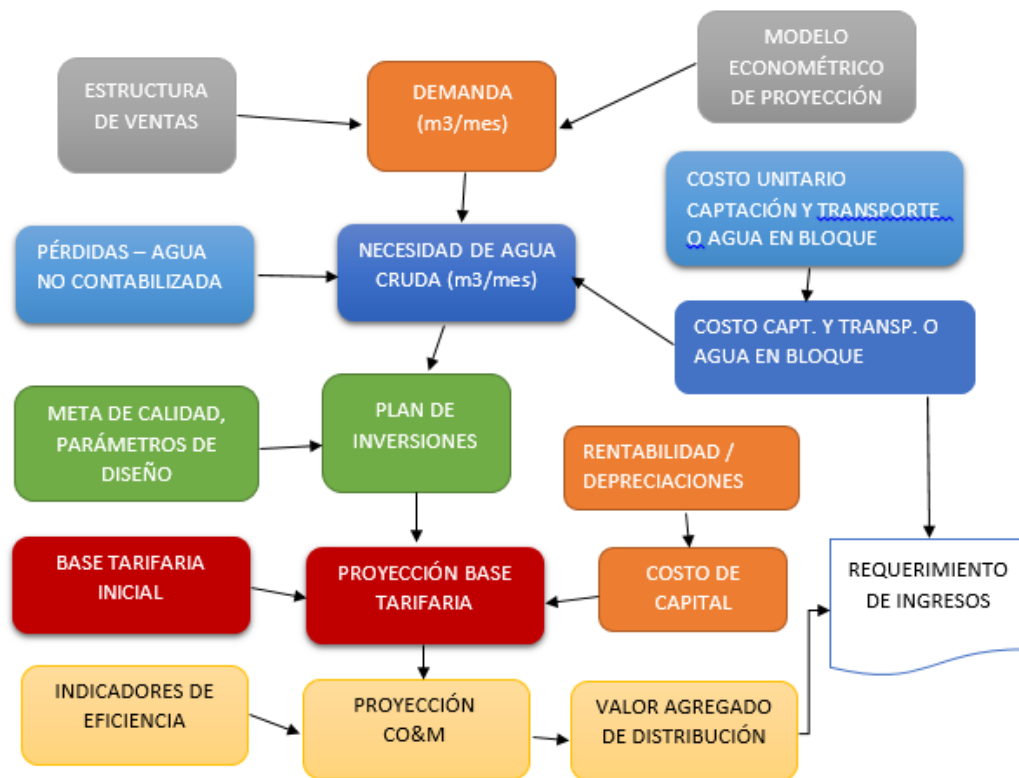 ESTRUCTURA
DE VENTAS
DEMANDA
(m3/mes)
MODELO
ECONOMÉTRICO
DE PROYECCIÓN
PÉRDIDAS – AGUA
NO CONTABILIZADA
NECESIDAD DE AGUA
CRUDA (m3/mes)
COSTO UNITARIO
CAPTACIÓN Y TRANSPORTE
O AGUA EN BLOQUE
COSTO CAPT. Y TRANSP. O
AGUA EN BLOQUE
META DE CALIDAD,
PARÁMETROS DE
DISEÑO
PLAN DE
INVERSIONES
RENTABILIDAD /
DEPRECIACIONES
BASE TARIFARIA
INICIAL
PROYECCIÓN BASE
TARIFARIA
COSTO DE
CAPITAL
REQUERIMIENTO
DE INGRESOS
INDICADORES DE
EFICIENCIA
PROYECCIÓN
CO&M
VALOR AGREGADO
DE DISTRIBUCIÓN